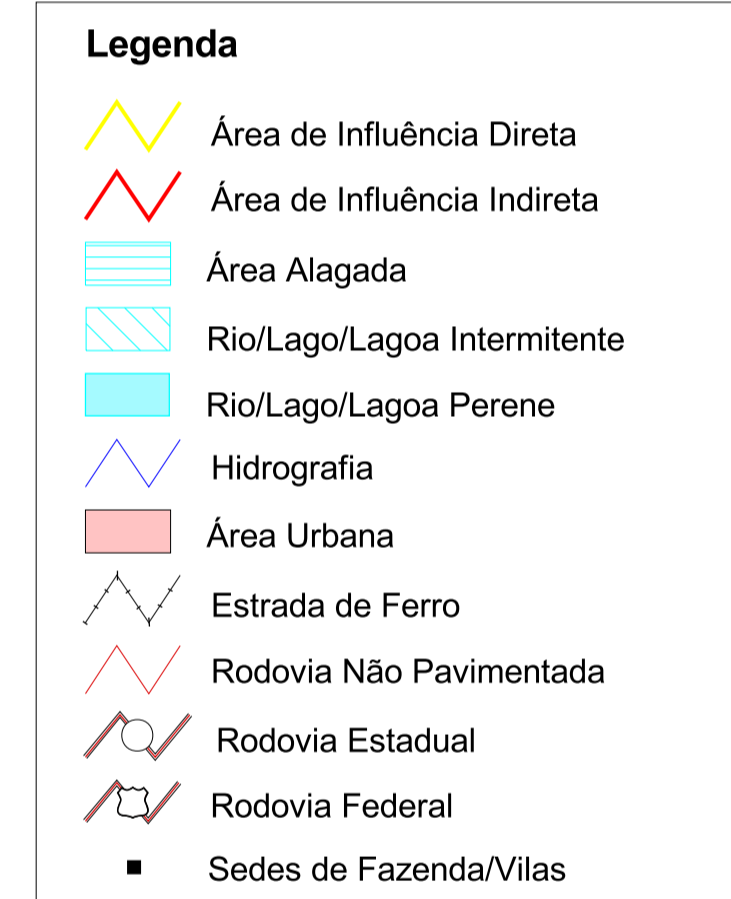 Legenda
Área de Influência Direta
Área de Influência Indireta
Área Alagada
Rio/Lago/Lagoa Intermitente
Rio/Lago/Lagoa Perene
Hidrografia
Área Urbana
Estrada de Ferro
Rodovia Não Pavimentada
Rodovia Estadual
Rodovia Federal
Sedes de Fazenda/Vilas